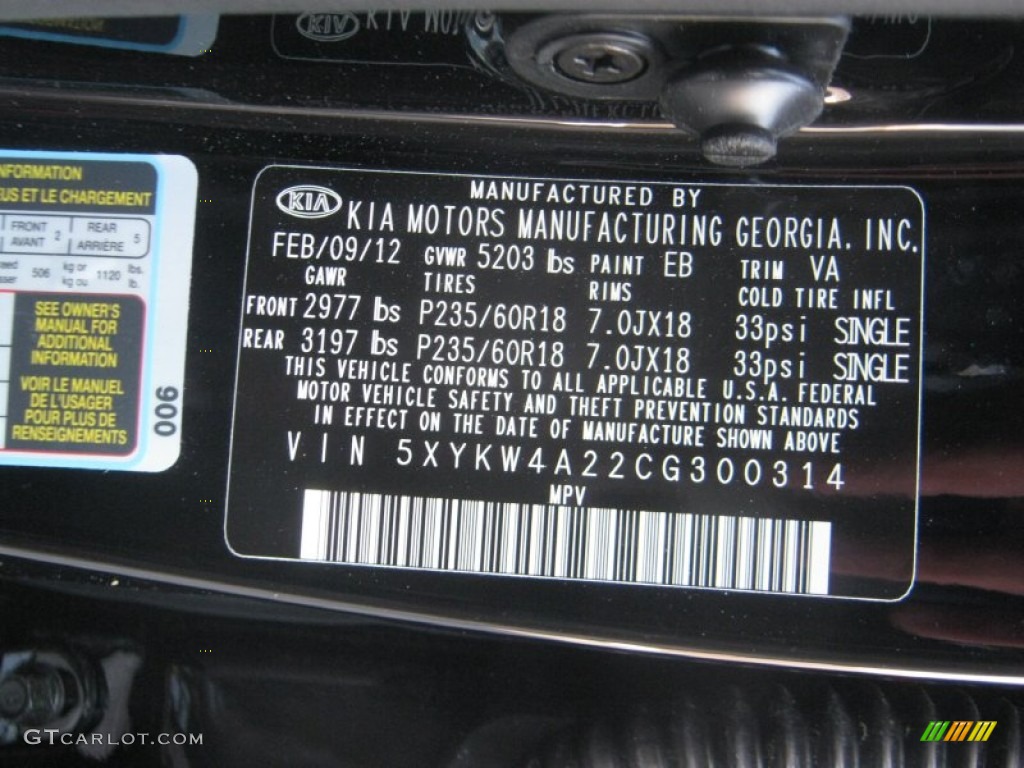 KIA
MANUFACTURED BY
KIA MOTORS MANUFACTURING GEORGIA, INC.
FEB/09/12 GVWR 5203 lbs PAINT EB TRIM VA
GAWR TIRES RIMS COLD TIRE INFL
FRONT 2977 lbs P235/60R18 7.0JX18 33psi SINGLE
REAR 3197 lbs P235/60R18 7.0JX18 33psi SINGLE
THIS VEHICLE CONFORMS TO ALL APPLICABLE U.S.A. FEDERAL
MOTOR VEHICLE SAFETY AND THEFT PREVENTION STANDARDS
IN EFFECT ON THE DATE OF MANUFACTURE SHOWN ABOVE
VIN 5XYKW4A22CG300314
MPV
NFORMATION
EUS ET LE CHARGEMENT
FRONT 2 REAR 5
AVANT ARRIÈRE
506 kg or 1120 lbs.
kg ou lb.
SEE OWNER'S
MANUAL FOR
ADDITIONAL
INFORMATION
VOIR LE MANUEL
DE L'USAGER
POUR PLUS DE
RENSEIGNEMENTS
006
GTCARLOT.COM